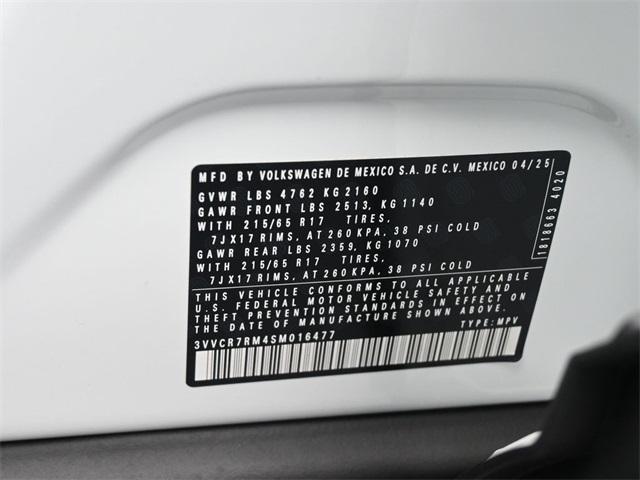 MFD BY VOLKSWAGEN DE MEXICO S.A. DE C.V. MEXICO 04/25
GVWR LBS 4762 KG 2160
GAWR FRONT LBS 2513, KG 1140
WITH 215/65 R17 TIRES,
7JX17 RIMS, AT 260 KPA, 38 PSI COLD
GAWR REAR LBS 2359, KG 1070
WITH 215/65 R17 TIRES,
7JX17 RIMS, AT 260 KPA, 38 PSI COLD
THIS VEHICLE CONFORMS TO ALL APPLICABLE
U.S. FEDERAL MOTOR VEHICLE SAFETY AND
THEFT PREVENTION STANDARDS IN EFFECT ON
THE DATE OF MANUFACTURE SHOWN ABOVE.
3VVCR7RM4SM016477 TYPE: MPV
1818663 4020